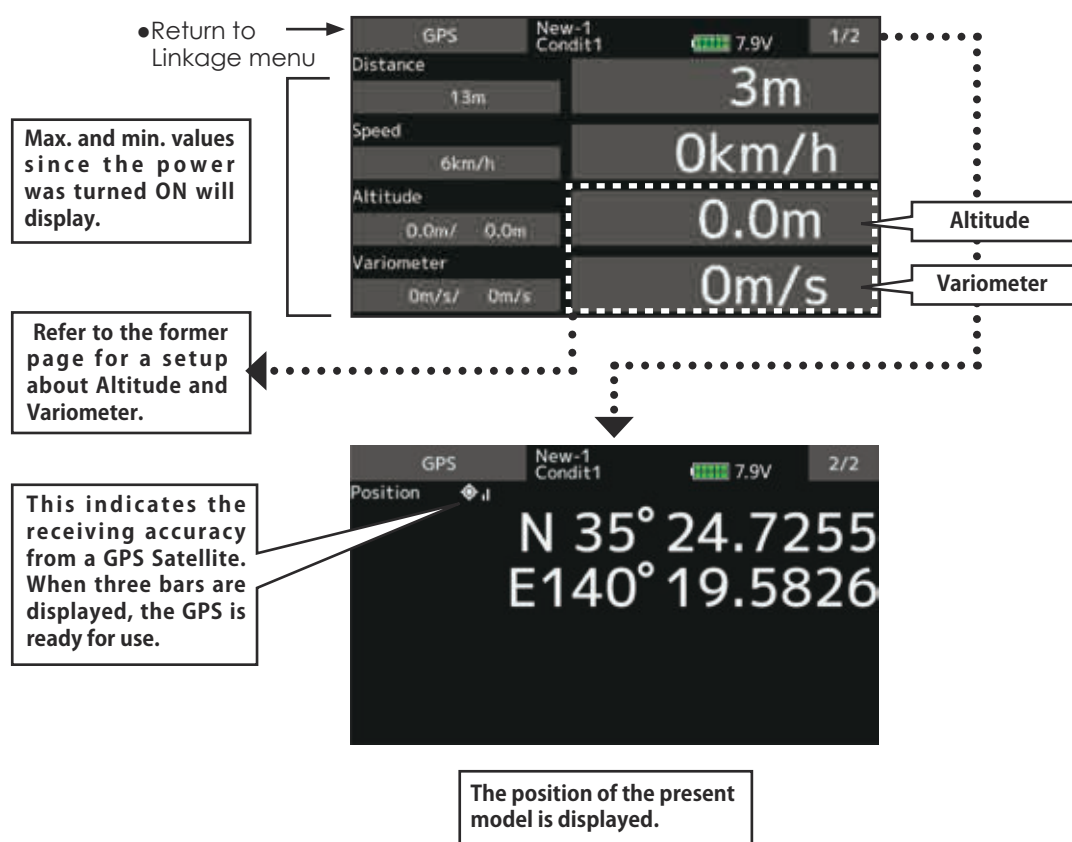 ●Return to
Linkage menu
GPS
New-1
Condit1
7.9V
1/2
Distance
13m
3m
Speed
6km/h
0km/h
Altitude
0.0m/ 0.0m
0.0m
Variometer
0m/s/ 0m/s
0m/s
Max. and min. values
since the power
was turned ON will
display.
Altitude
Variometer
Refer to the former
page for a setup
about Altitude and
Variometer.
GPS
New-1
Condit1
7.9V
2/2
Position
N 35° 24.7255
E140° 19.5826
This indicates the
receiving accuracy
from a GPS Satellite.
When three bars are
displayed, the GPS is
ready for use.
The position of the present
model is displayed.